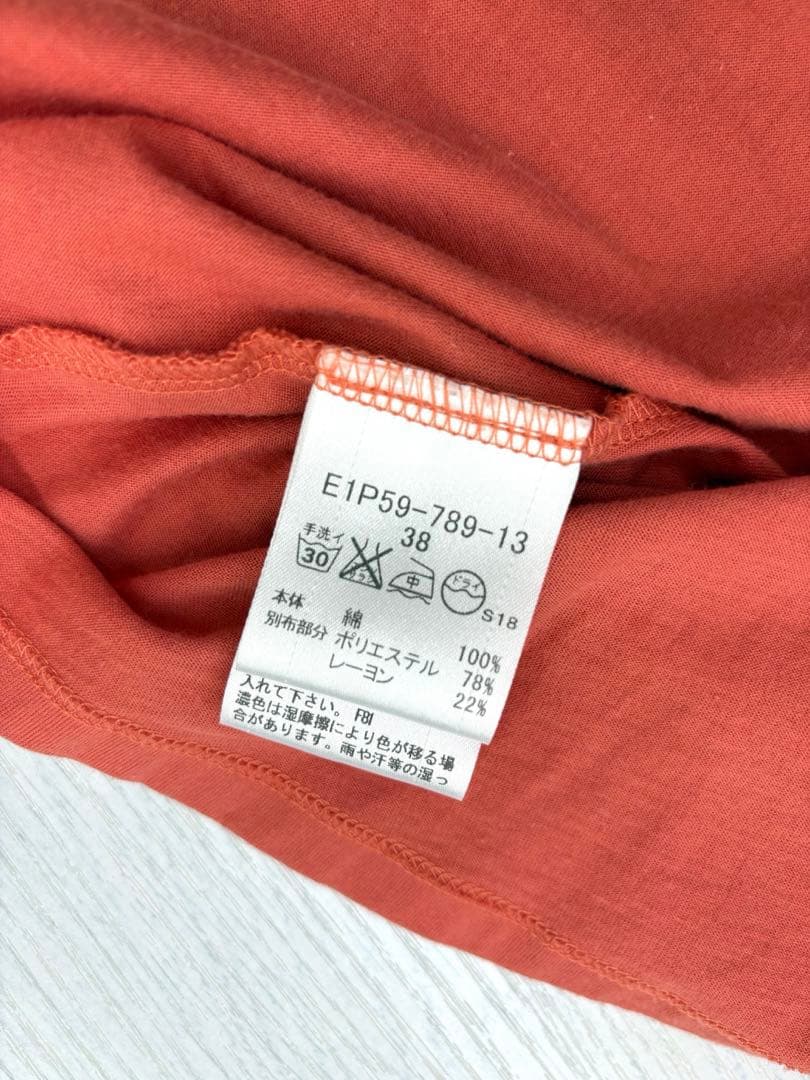 E1P59-789-13
38
手洗イ
30
中
ドライ
S18
本体 綿 100%
別布部分 ポリエステル 78%
レーヨン 22%
入れて下さい。 FBI
濃色は湿摩擦により色が移る場
合があります。雨や汗等の湿っ